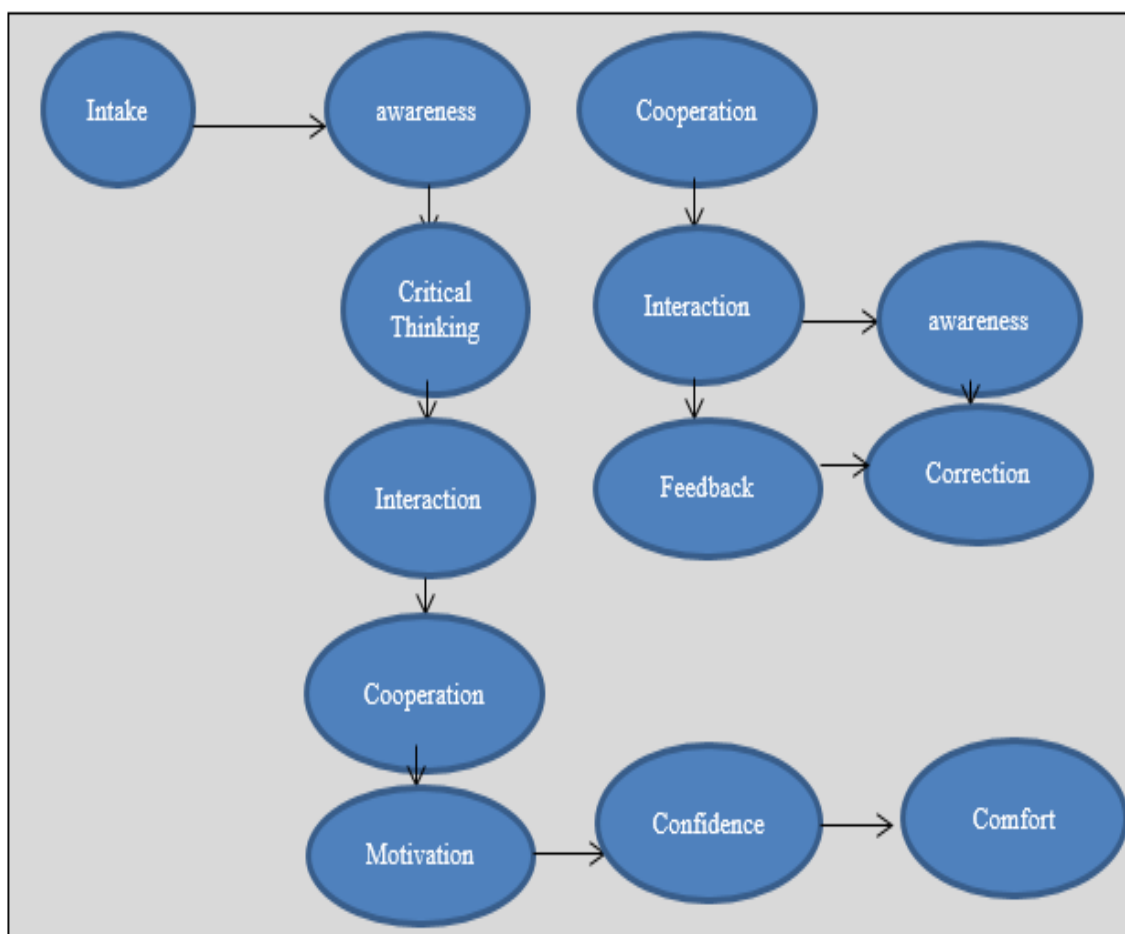 Intake
awareness
Cooperation
Critical
Thinking
Interaction
awareness
Interaction
Feedback
Correction
Cooperation
Motivation
Confidence
Comfort